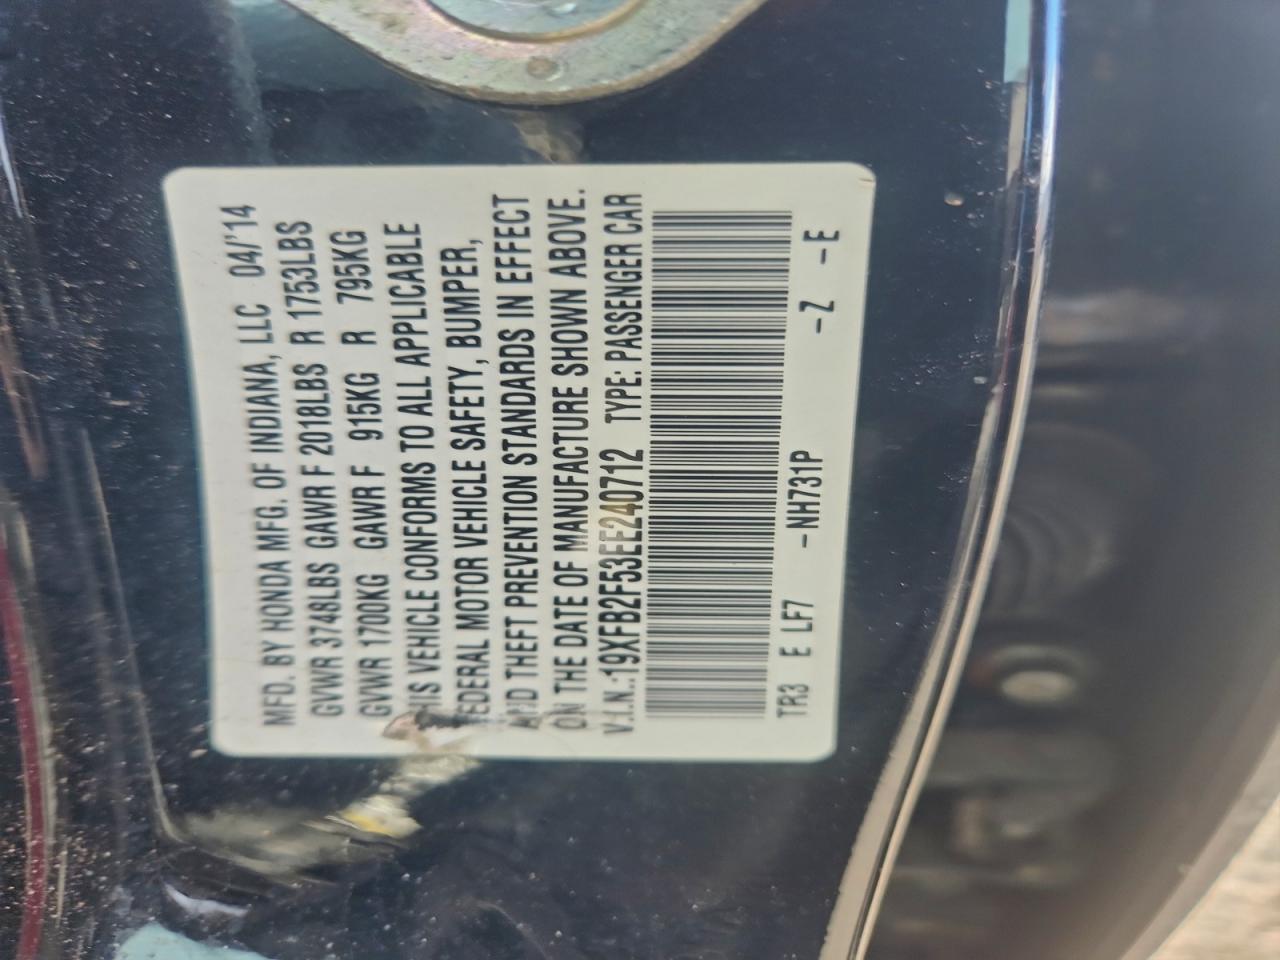 MFD. BY HONDA MFG. OF INDIANA, LLC 04/'14
GVWR 3748LBS GAWR F 2018LBS R 1753LBS
GVWR 1700KG GAWR F 915KG R 795KG
HIS VEHICLE CONFORMS TO ALL APPLICABLE
FEDERAL MOTOR VEHICLE SAFETY, BUMPER,
AND THEFT PREVENTION STANDARDS IN EFFECT
ON THE DATE OF MANUFACTURE SHOWN ABOVE.
V.I.N.:19XFB2F53EE240712 TYPE: PASSENGER CAR
TR3 E LF7 -NH731P -Z -E